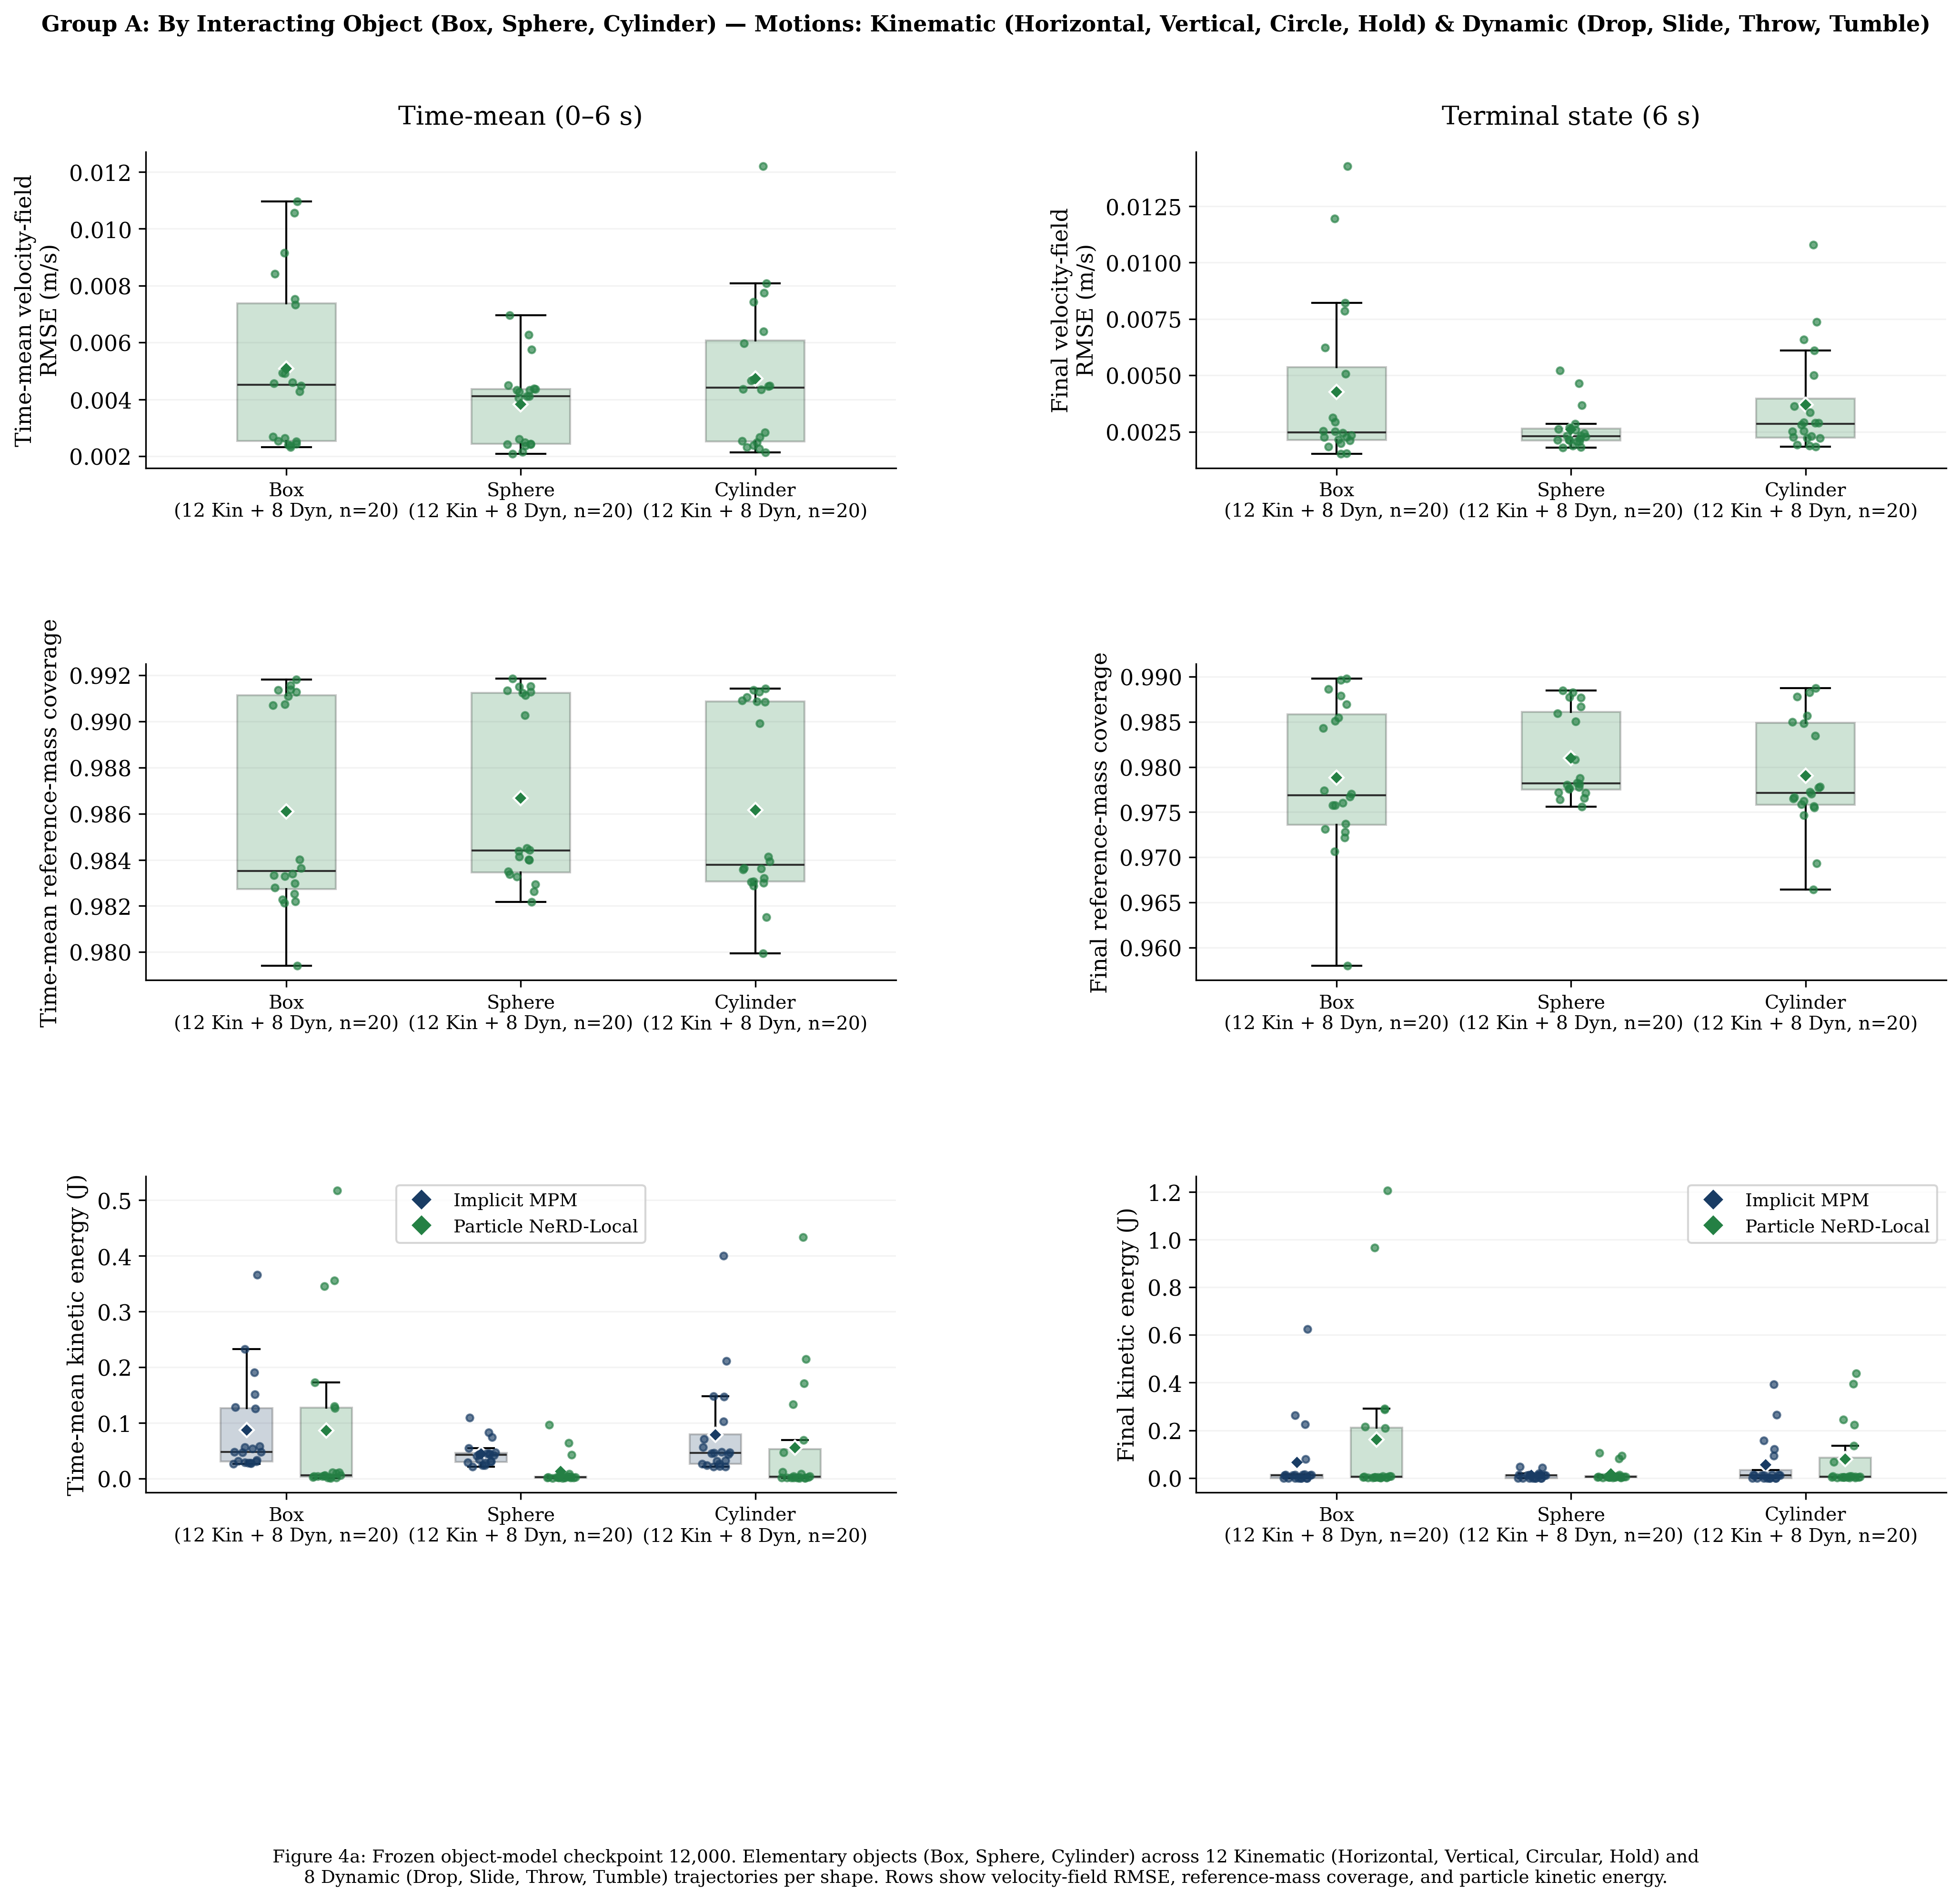 Group A: By Interacting Object (Box, Sphere, Cylinder) — Motions: Kinematic (Horizontal, Vertical, Circle, Hold) & Dynamic (Drop, Slide, Throw, Tumble)
Time-mean (0–6 s)
Time-mean velocity-field
RMSE (m/s)
0.012
0.010
0.008
0.006
0.004
0.002
Box
(12 Kin + 8 Dyn, n=20)
Sphere
(12 Kin + 8 Dyn, n=20)
Cylinder
(12 Kin + 8 Dyn, n=20)
Terminal state (6 s)
Final velocity-field
RMSE (m/s)
0.0125
0.0100
0.0075
0.0050
0.0025
Box
(12 Kin + 8 Dyn, n=20)
Sphere
(12 Kin + 8 Dyn, n=20)
Cylinder
(12 Kin + 8 Dyn, n=20)
Time-mean reference-mass coverage
0.992
0.990
0.988
0.986
0.984
0.982
0.980
Box
(12 Kin + 8 Dyn, n=20)
Sphere
(12 Kin + 8 Dyn, n=20)
Cylinder
(12 Kin + 8 Dyn, n=20)
Final reference-mass coverage
0.990
0.985
0.980
0.975
0.970
0.965
0.960
Box
(12 Kin + 8 Dyn, n=20)
Sphere
(12 Kin + 8 Dyn, n=20)
Cylinder
(12 Kin + 8 Dyn, n=20)
Time-mean kinetic energy (J)
0.5
0.4
0.3
0.2
0.1
0.0
Implicit MPM
Particle NeRD-Local
Box
(12 Kin + 8 Dyn, n=20)
Sphere
(12 Kin + 8 Dyn, n=20)
Cylinder
(12 Kin + 8 Dyn, n=20)
Final kinetic energy (J)
1.2
1.0
0.8
0.6
0.4
0.2
0.0
Implicit MPM
Particle NeRD-Local
Box
(12 Kin + 8 Dyn, n=20)
Sphere
(12 Kin + 8 Dyn, n=20)
Cylinder
(12 Kin + 8 Dyn, n=20)
Figure 4a: Frozen object-model checkpoint 12,000. Elementary objects (Box, Sphere, Cylinder) across 12 Kinematic (Horizontal, Vertical, Circular, Hold) and
8 Dynamic (Drop, Slide, Throw, Tumble) trajectories per shape. Rows show velocity-field RMSE, reference-mass coverage, and particle kinetic energy.